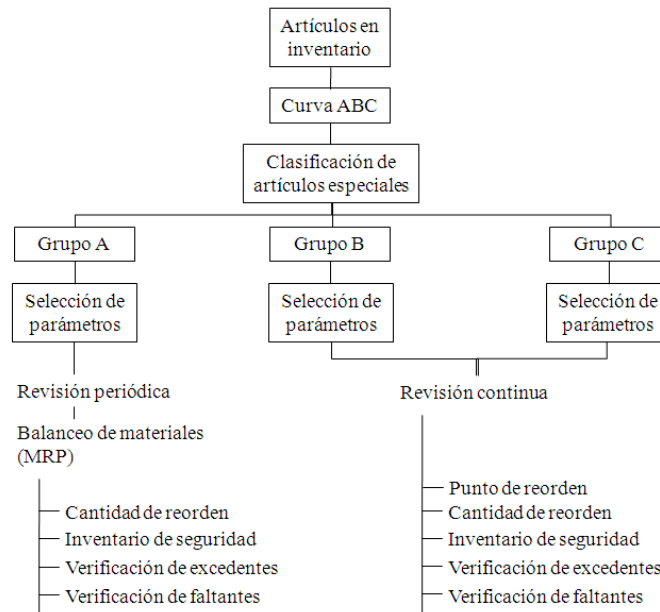 Artículos en
inventario
Curva ABC
Clasificación de
artículos especiales
Grupo A
Grupo B
Grupo C
Selección de
parámetros
Selección de
parámetros
Selección de
parámetros
Revisión periódica
Balanceo de materiales
(MRP)
Cantidad de reorden
Inventario de seguridad
Verificación de excedentes
Verificación de faltantes
Revisión continua
Punto de reorden
Cantidad de reorden
Inventario de seguridad
Verificación de excedentes
Verificación de faltantes